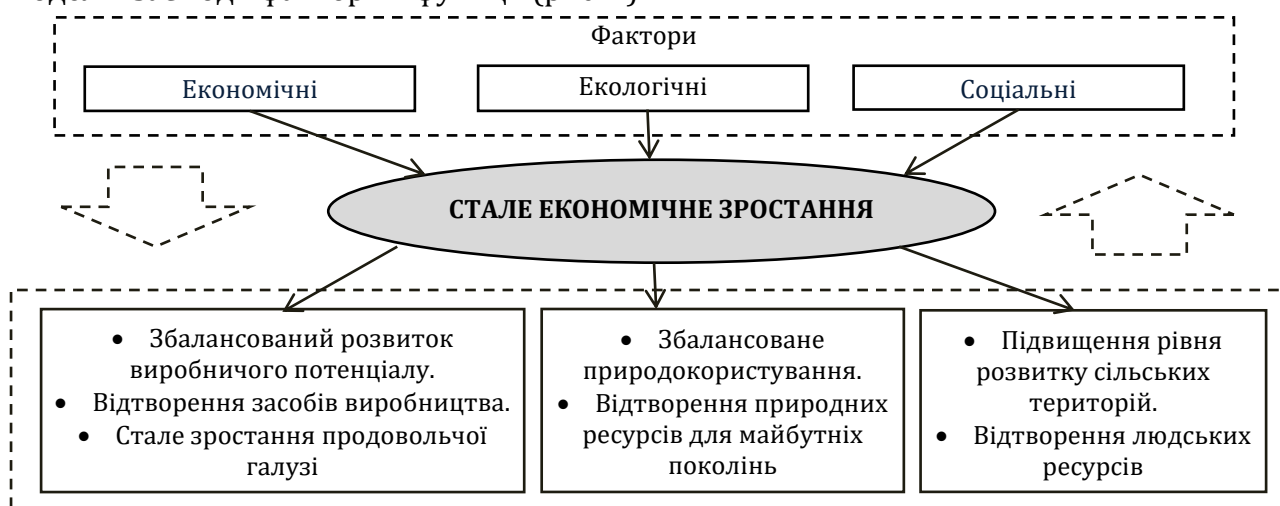 Фактори
Економічні
Екологічні
Соціальні
СТАЛЕ ЕКОНОМІЧНЕ ЗРОСТАННЯ
• Збалансований розвиток
виробничого потенціалу.
• Відтворення засобів виробництва.
• Стале зростання продовольчої
галузі
• Збалансоване
природокористування.
• Відтворення природних
ресурсів для майбутніх
поколінь
• Підвищення рівня
розвитку сільських
територій.
• Відтворення людських
ресурсів